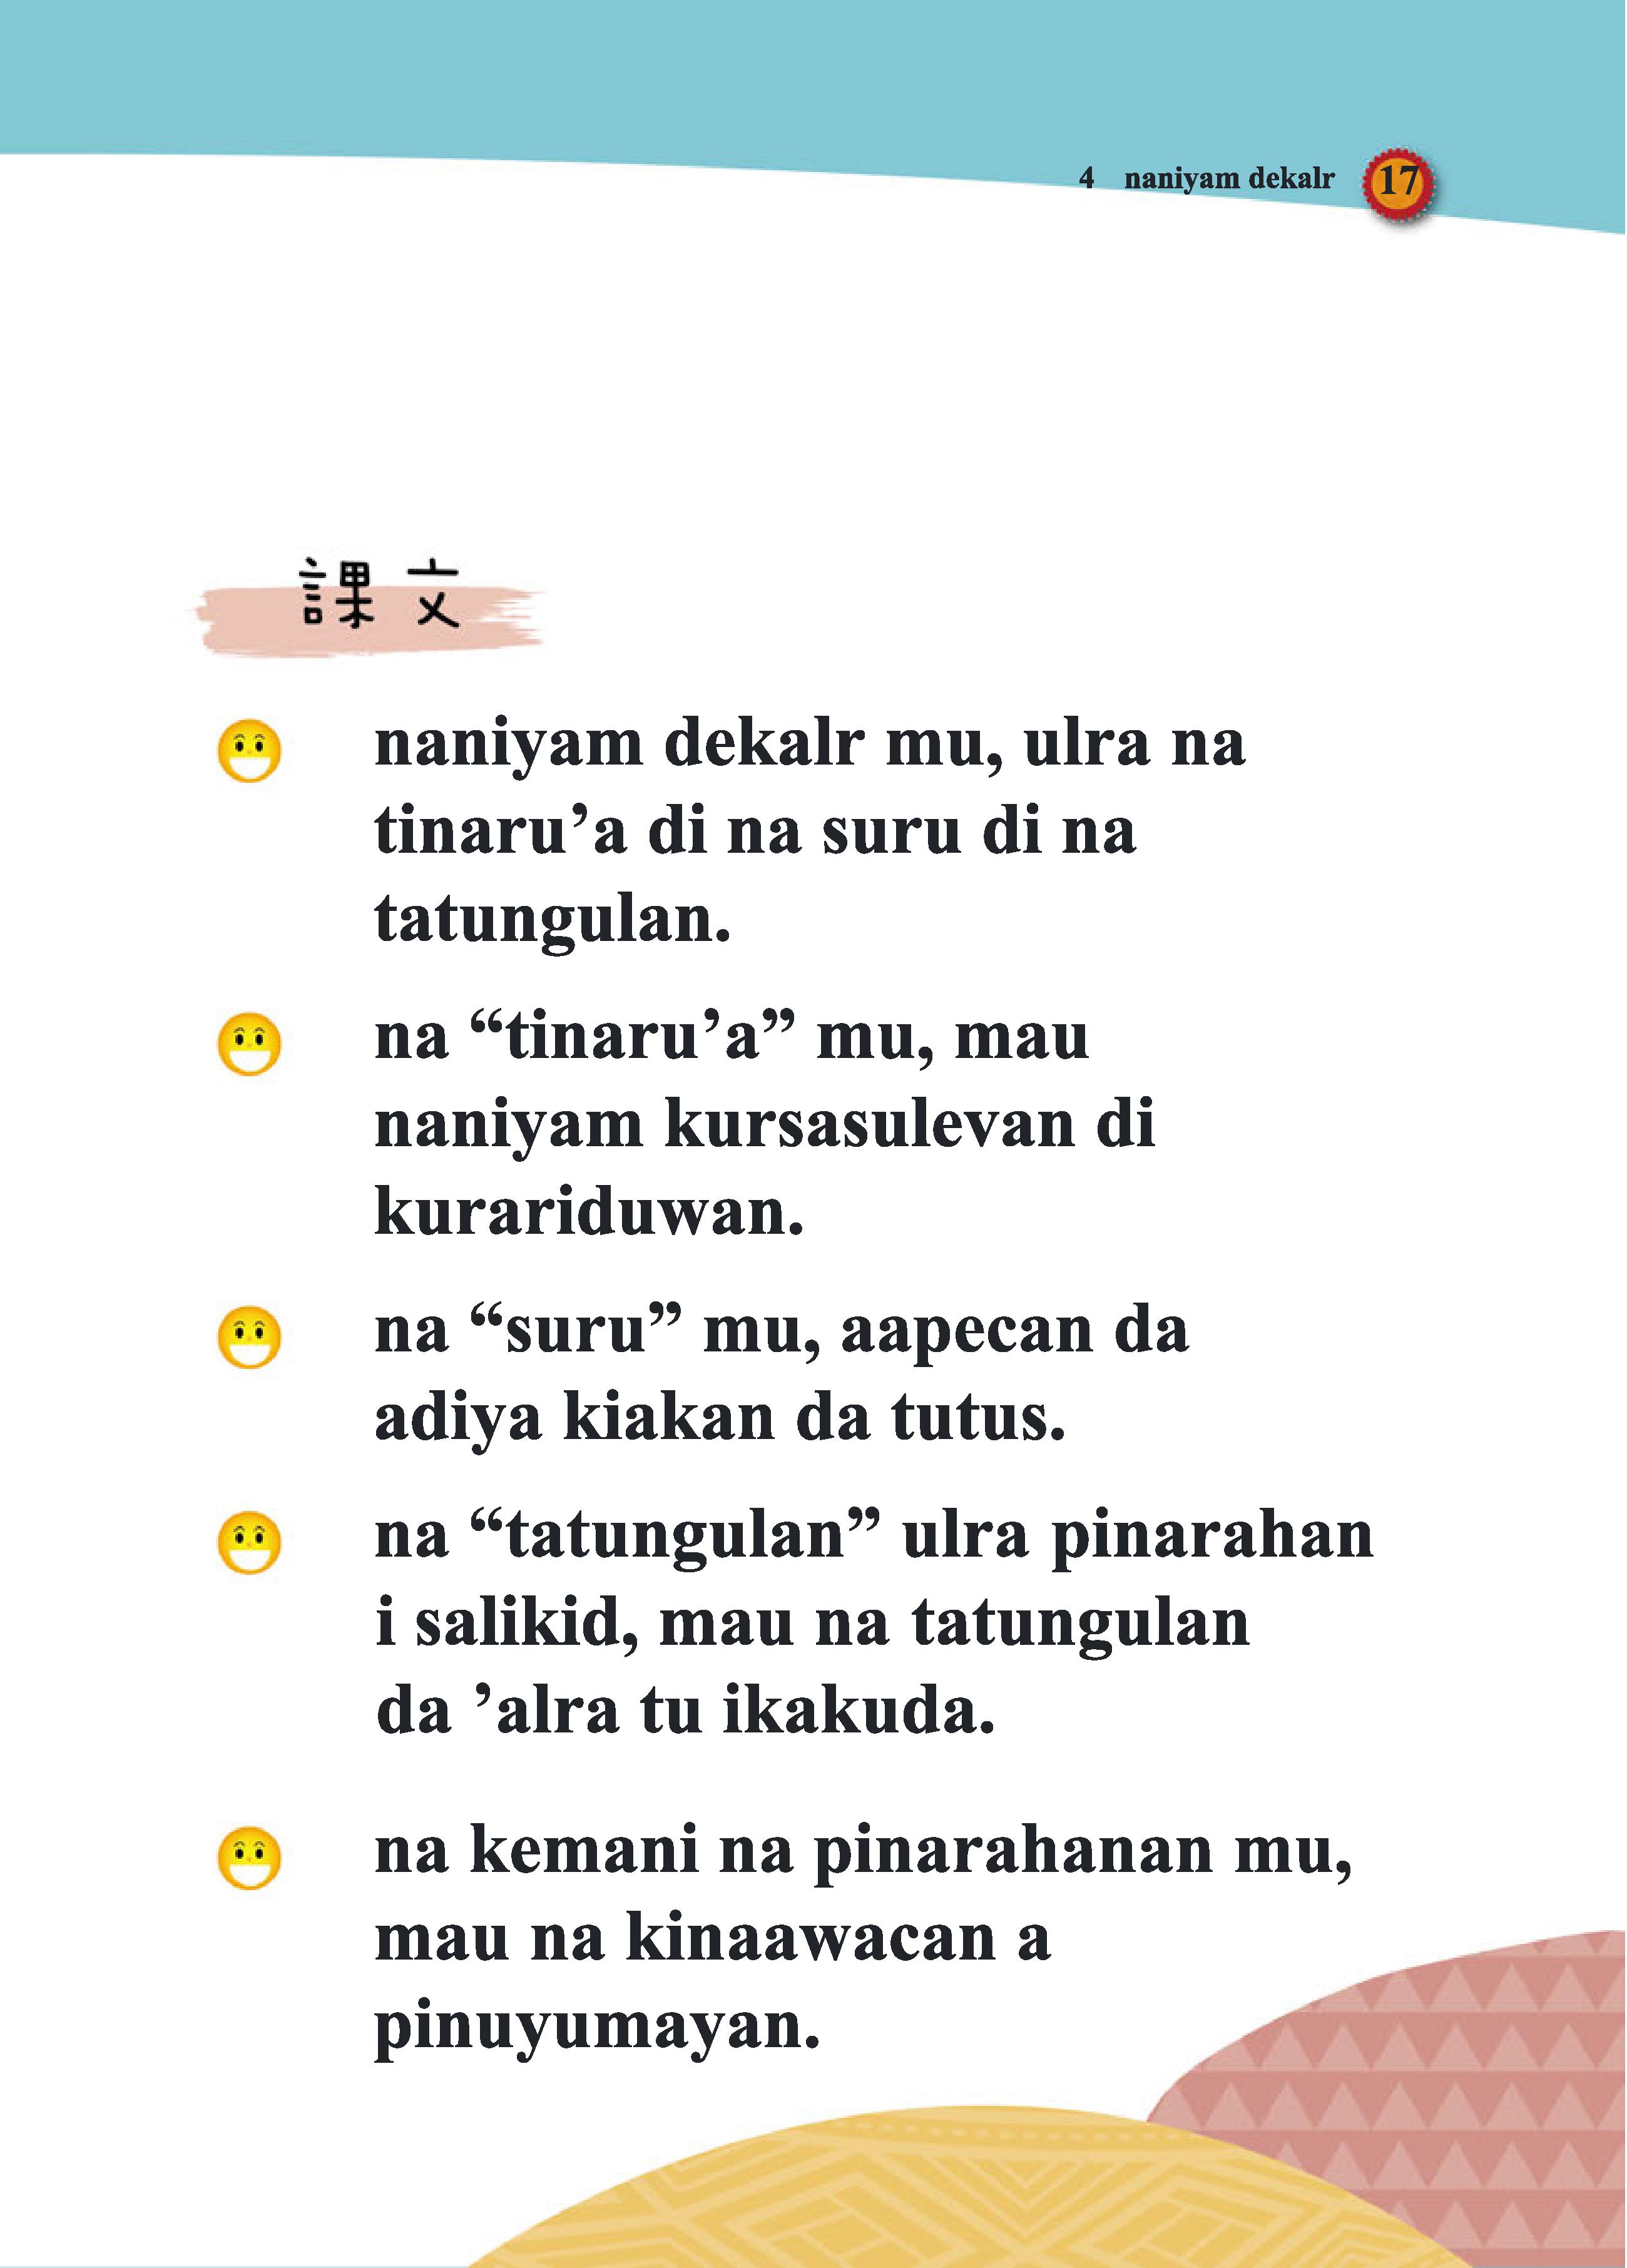 4 naniyam dekalr 17
課文
naniyam dekalr mu, ulra na
tinaru’a di na suru di na
tatungulan.
na “tinaru’a” mu, mau
naniyam kursasulevan di
kurariduwan.
na “suru” mu, aapecan da
adiya kiakan da tutus.
na “tatungulan” ulra pinarahan
i salikid, mau na tatungulan
da ’alra tu ikakuda.
na kemani na pinarahanan mu,
mau na kinaawacan a
pinuyumayan.